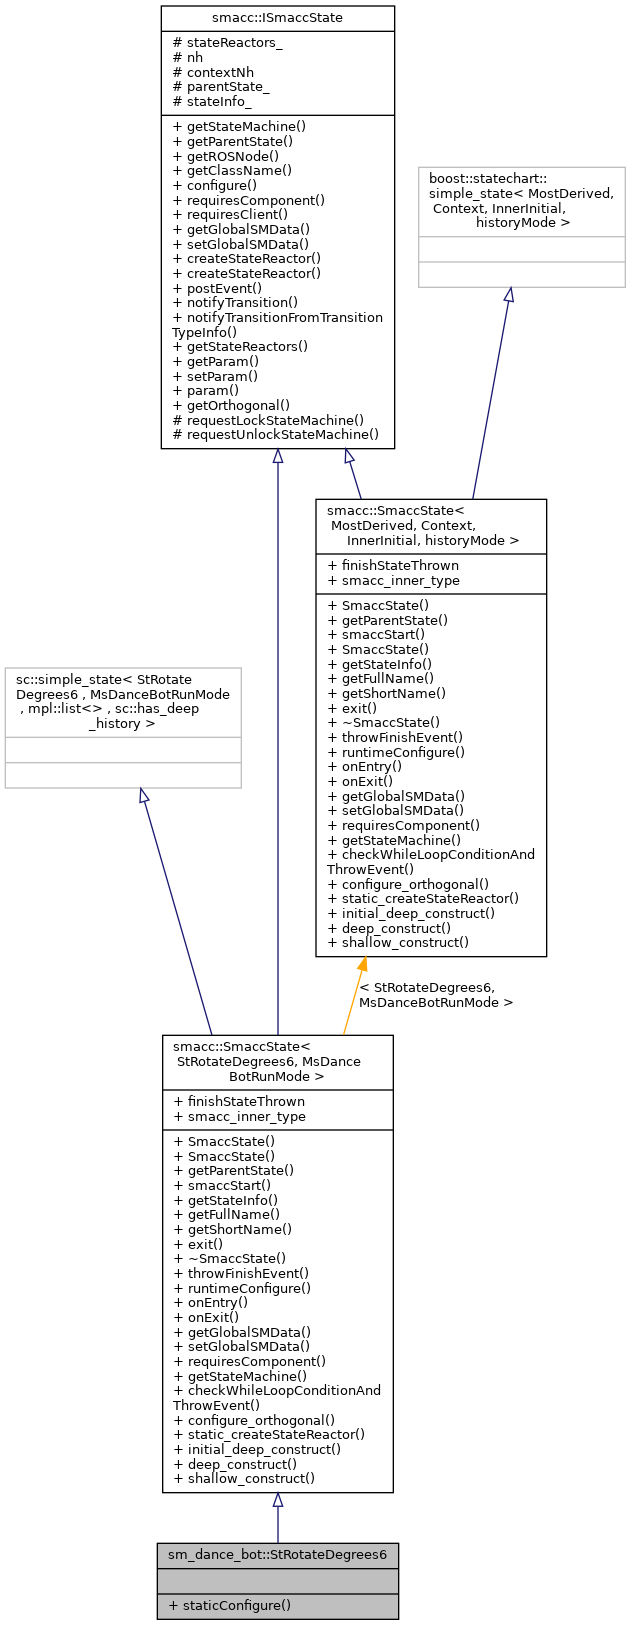 smacc::ISmaccState
# stateReactors_
# nh
# contextNh
# parentState_
# stateInfo_
+ getStateMachine()
+ getParentState()
+ getROSNode()
+ getClassName()
+ configure()
+ requiresComponent()
+ requiresClient()
+ getGlobalSMData()
+ setGlobalSMData()
+ createStateReactor()
+ createStateReactor()
+ postEvent()
+ notifyTransition()
+ notifyTransitionFromTransition
TypeInfo()
+ getStateReactors()
+ getParam()
+ setParam()
+ param()
+ getOrthogonal()
# requestLockStateMachine()
# requestUnlockStateMachine()
boost::statechart::
simple_state< MostDerived,
Context, InnerInitial,
historyMode >
smacc::SmaccState<
MostDerived, Context,
InnerInitial, historyMode >
+ finishStateThrown
+ smacc_inner_type
+ SmaccState()
+ getParentState()
+ smaccStart()
+ SmaccState()
+ getStateInfo()
+ getFullName()
+ getShortName()
+ exit()
+ ~SmaccState()
+ throwFinishEvent()
+ runtimeConfigure()
+ onEntry()
+ onExit()
+ getGlobalSMData()
+ setGlobalSMData()
+ requiresComponent()
+ getStateMachine()
+ checkWhileLoopConditionAnd
ThrowEvent()
+ configure_orthogonal()
+ static_createStateReactor()
+ initial_deep_construct()
+ deep_construct()
+ shallow_construct()
sc::simple_state< StRotate
Degrees6 , MsDanceBotRunMode
, mpl::list<> , sc::has_deep
_history >
< StRotateDegrees6,
MsDanceBotRunMode >
smacc::SmaccState<
StRotateDegrees6, MsDance
BotRunMode >
+ finishStateThrown
+ smacc_inner_type
+ SmaccState()
+ SmaccState()
+ getParentState()
+ smaccStart()
+ getStateInfo()
+ getFullName()
+ getShortName()
+ exit()
+ ~SmaccState()
+ throwFinishEvent()
+ runtimeConfigure()
+ onEntry()
+ onExit()
+ getGlobalSMData()
+ setGlobalSMData()
+ requiresComponent()
+ getStateMachine()
+ checkWhileLoopConditionAnd
ThrowEvent()
+ configure_orthogonal()
+ static_createStateReactor()
+ initial_deep_construct()
+ deep_construct()
+ shallow_construct()
sm_dance_bot::StRotateDegrees6
+ staticConfigure()